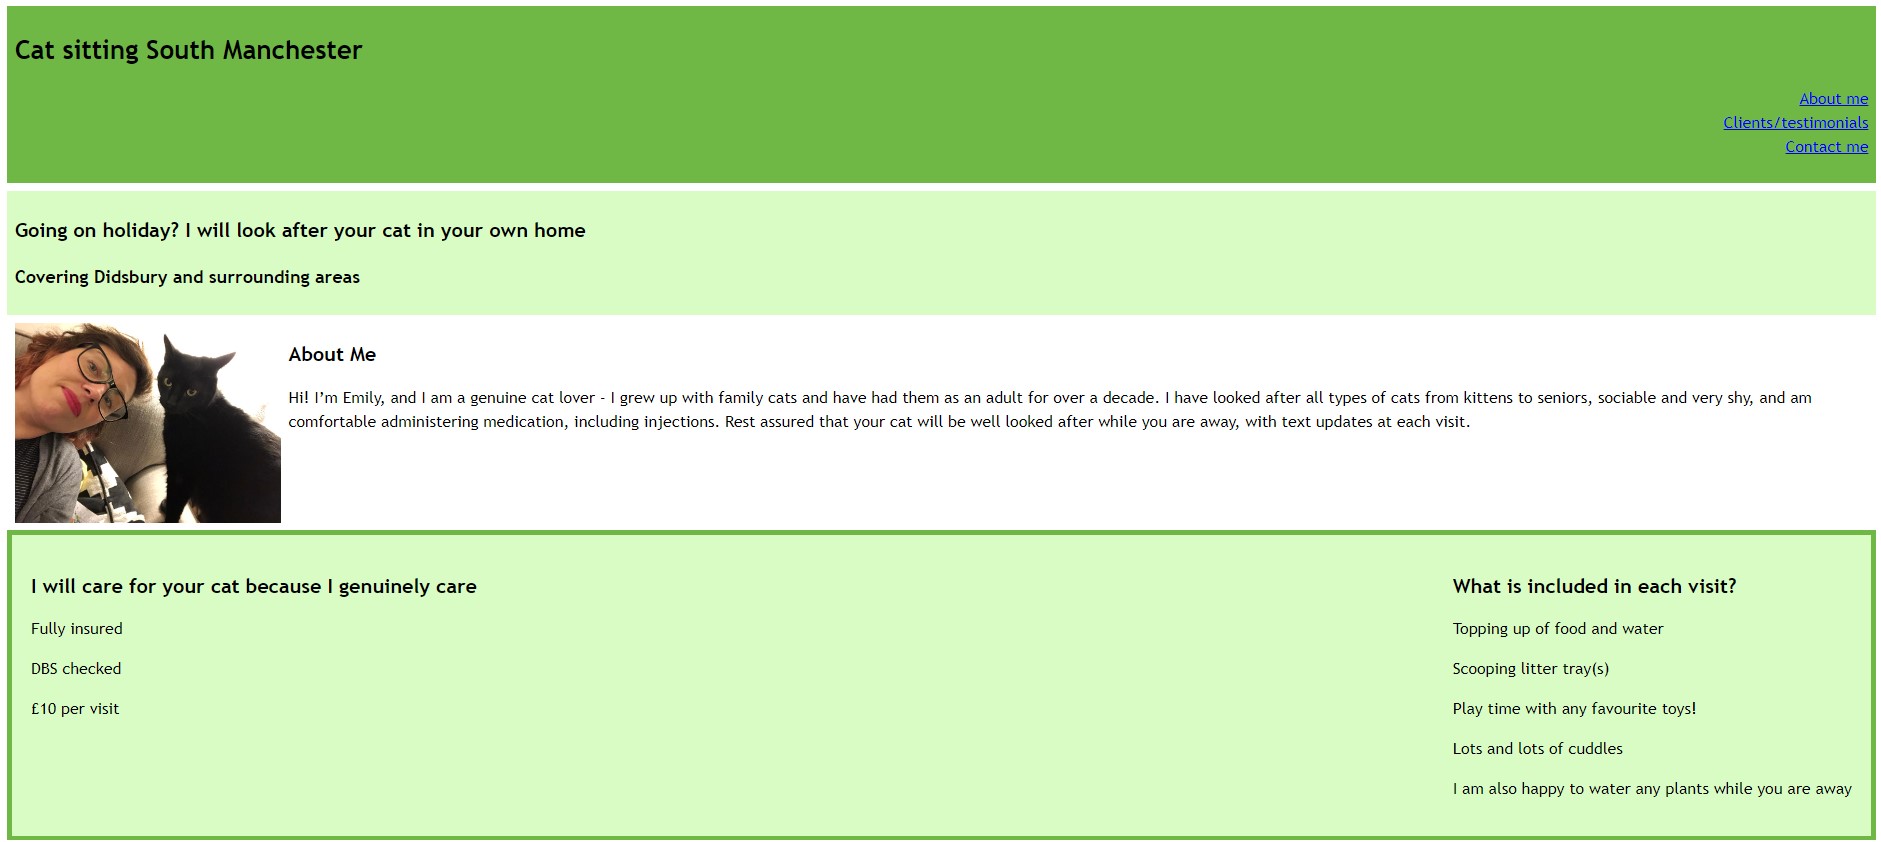 Cat sitting South Manchester
About me
Clients/testimonials
Contact me
Going on holiday? I will look after your cat in your own home
Covering Didsbury and surrounding areas
About Me
Hi! I’m Emily, and I am a genuine cat lover - I grew up with family cats and have had them as an adult for over a decade. I have looked after all types of cats from kittens to seniors, sociable and very shy, and am
comfortable administering medication, including injections. Rest assured that your cat will be well looked after while you are away, with text updates at each visit.
I will care for your cat because I genuinely care
Fully insured
DBS checked
£10 per visit
What is included in each visit?
Topping up of food and water
Scooping litter tray(s)
Play time with any favourite toys!
Lots and lots of cuddles
I am also happy to water any plants while you are away